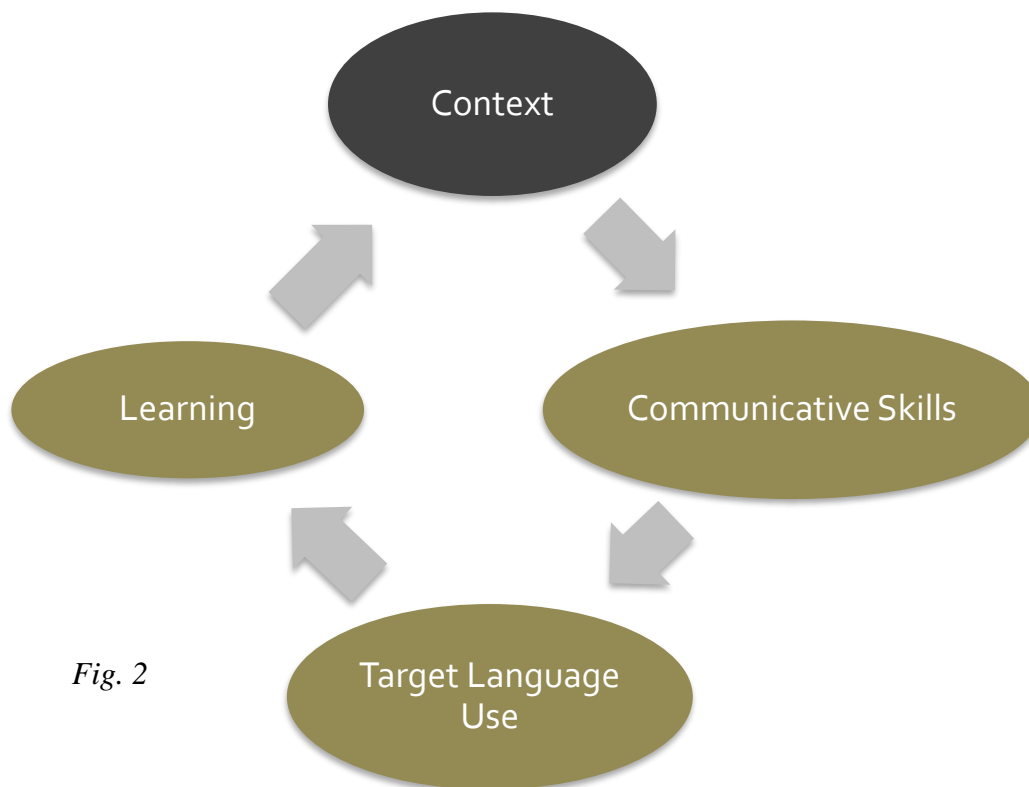 Context
Learning
Communicative Skills
Fig. 2
Target Language
Use